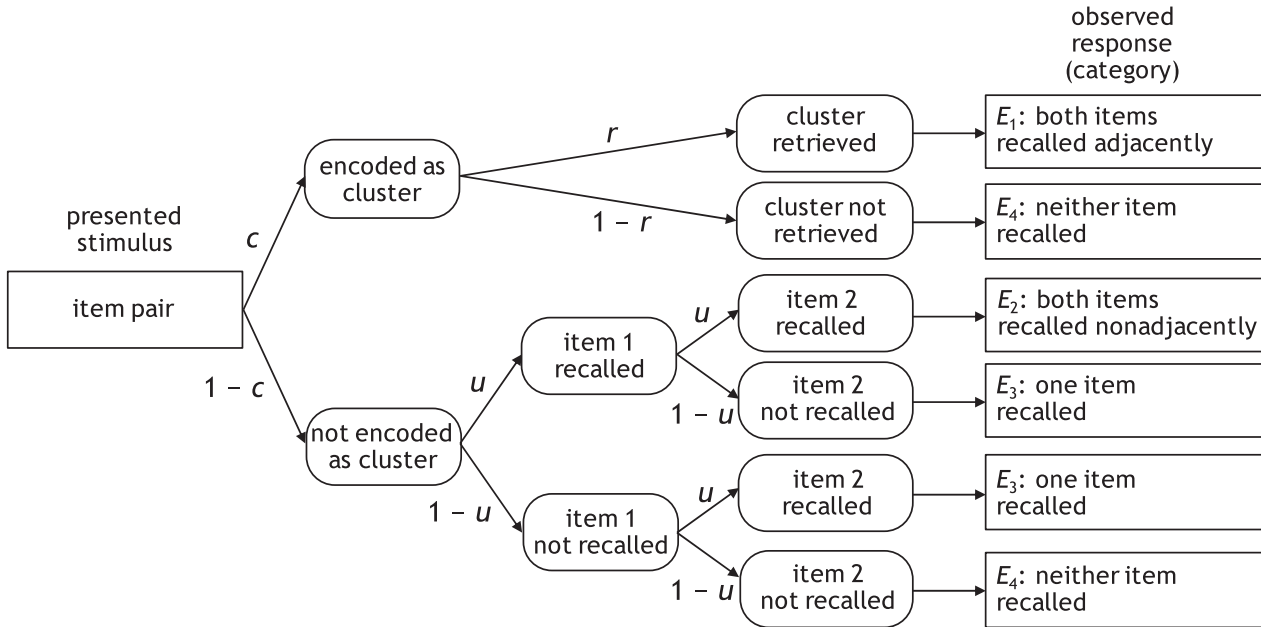 observed
response
(category)
cluster
retrieved
E₁: both items
recalled adjacently
r
encoded as
cluster
1 – r
cluster not
retrieved
E₄: neither item
recalled
presented
stimulus
c
item pair
item 2
recalled
E₂: both items
recalled nonadjacently
u
item 1
recalled
1 – c
u
1 – u
item 2
not recalled
E₃: one item
recalled
not encoded
as cluster
item 2
recalled
E₃: one item
recalled
u
1 – u
item 1
not recalled
1 – u
item 2
not recalled
E₄: neither item
recalled